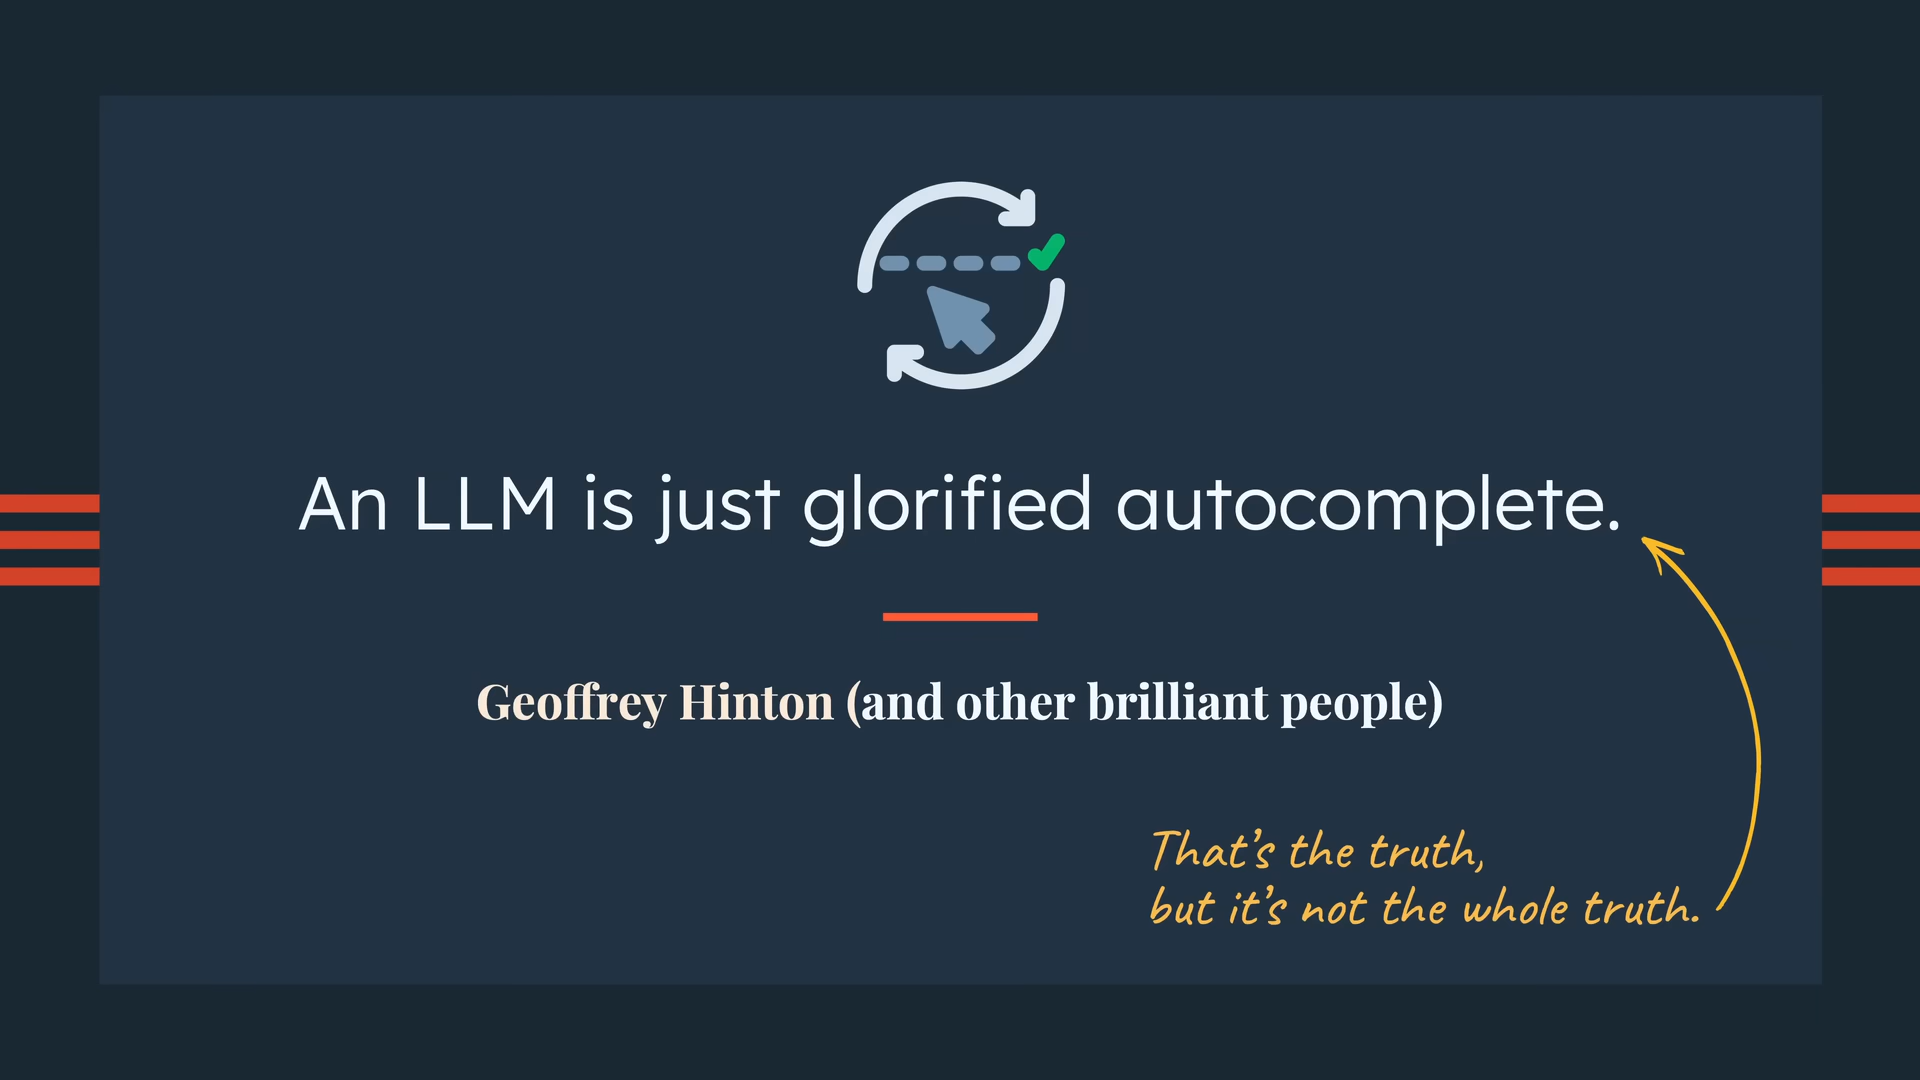 An LLM is just glorified autocomplete.
Geoffrey Hinton (and other brilliant people)
That's the truth,
but it's not the whole truth.